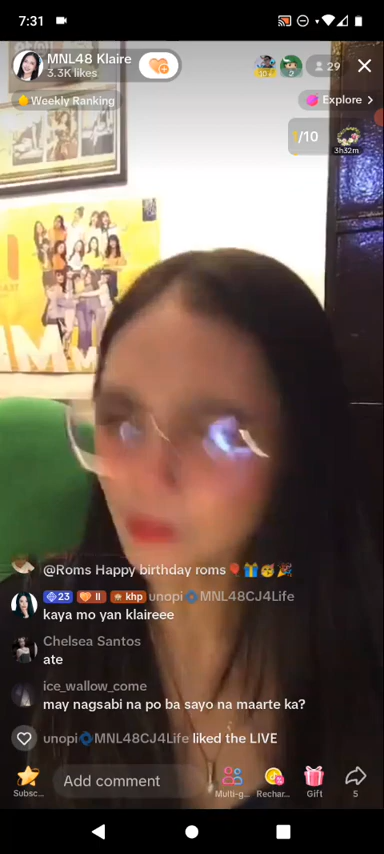 7:31
MNL48 Klaire
3.3K likes
29
Weekly Ranking
Explore
/10
3h32m
@Roms Happy birthday roms🎈🎁🥳🎉
23 II khp unopi💠MNL48CJ4Life
kaya mo yan klaireee
Chelsea Santos
ate
ice_wallow_come
may nagsabi na po ba sayo na maarte ka?
unopi💠MNL48CJ4Life liked the LIVE
Subsc...
Add comment
Multi-g...
Rechar...
Gift
5